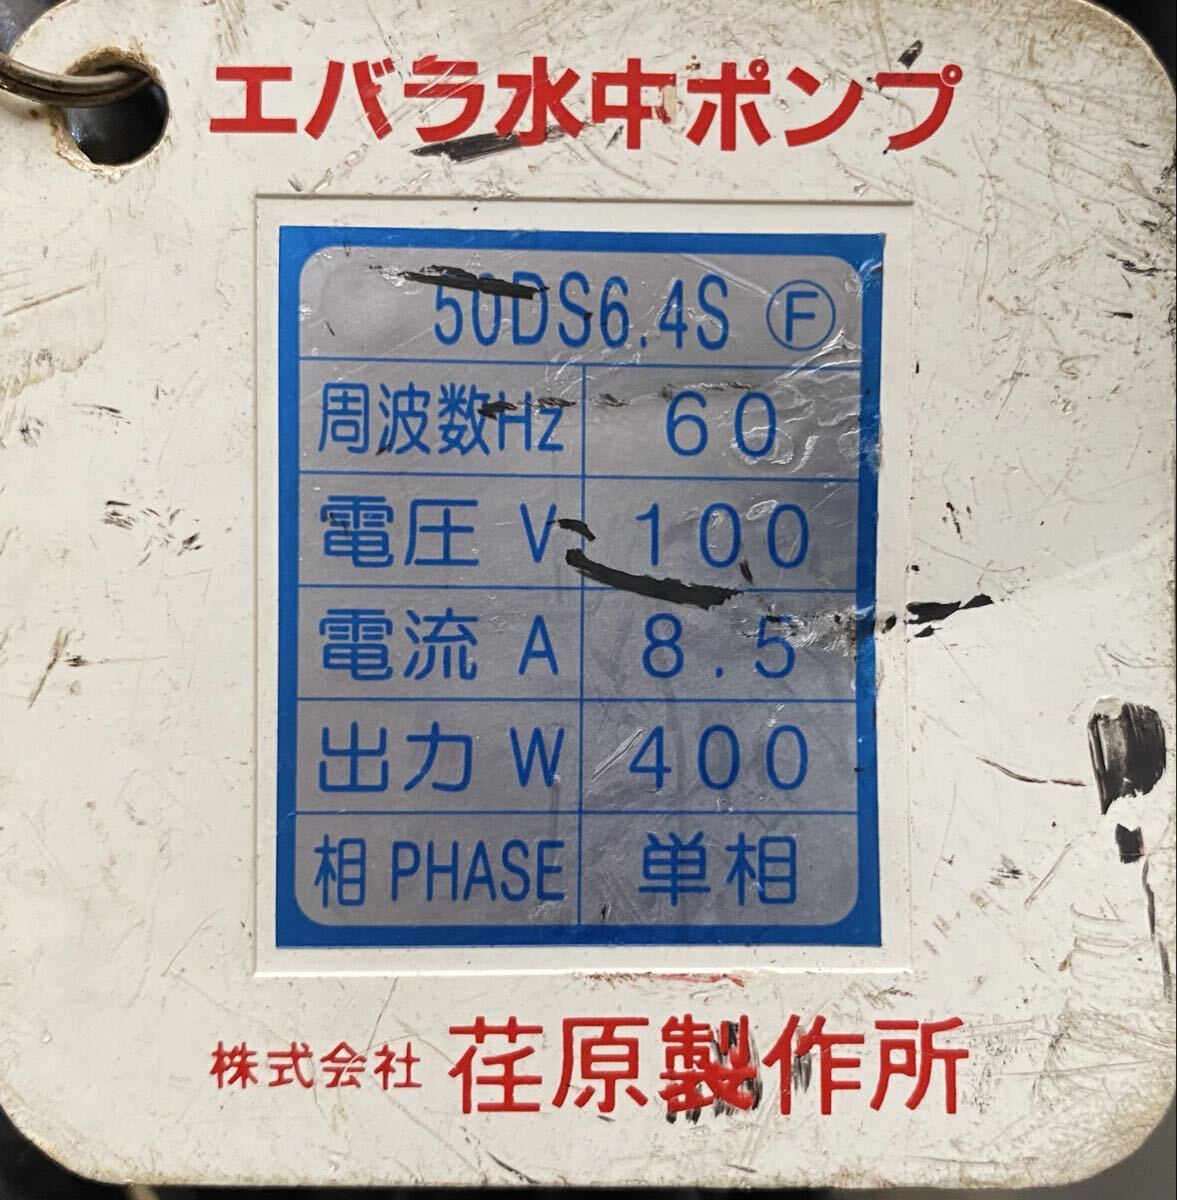 エバラ水中ポンプ
50DS6.4S Ⓕ
周波数Hz 60
電圧 V 100
電流 A 8.5
出力 W 400
相 PHASE 単相
株式会社 荏原製作所